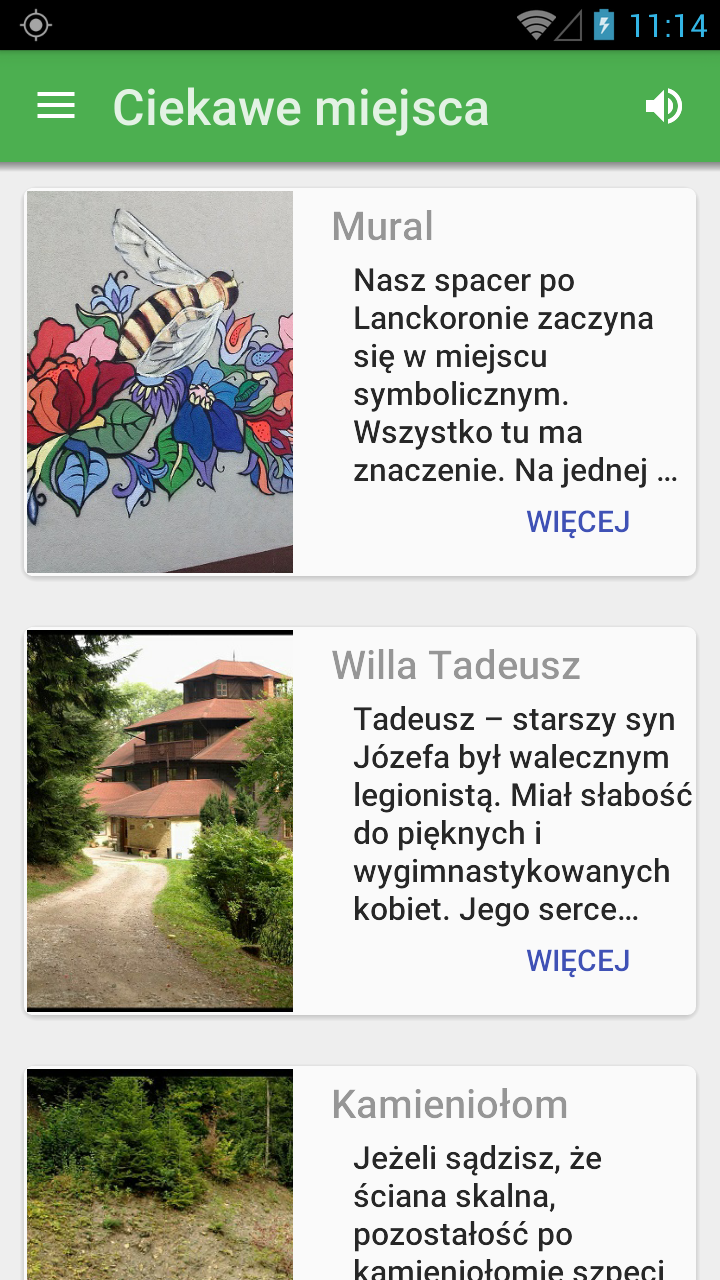 11:14
Ciekawe miejsca
Mural
Nasz spacer po
Lanckoronie zaczyna
się w miejscu
symbolicznym.
Wszystko tu ma
znaczenie. Na jednej ...
WIĘCEJ
Willa Tadeusz
Tadeusz – starszy syn
Józefa był walecznym
legionistą. Miał słabość
do pięknych i
wygimnastykowanych
kobiet. Jego serce...
WIĘCEJ
Kamieniołom
Jeżeli sądzisz, że
ściana skalna,
pozostałość po
kamieniołomie szpeci